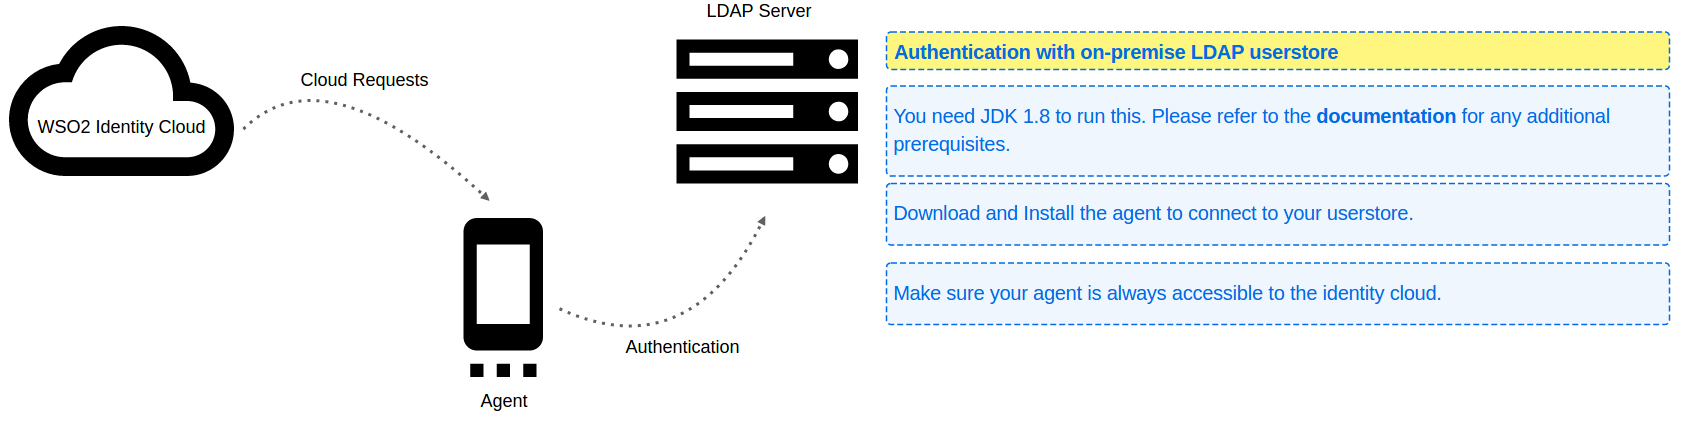 LDAP Server
Cloud Requests
WSO2 Identity Cloud
Authentication
Agent
Authentication with on-premise LDAP userstore
You need JDK 1.8 to run this. Please refer to the documentation for any additional
prerequisites.
Download and Install the agent to connect to your userstore.
Make sure your agent is always accessible to the identity cloud.